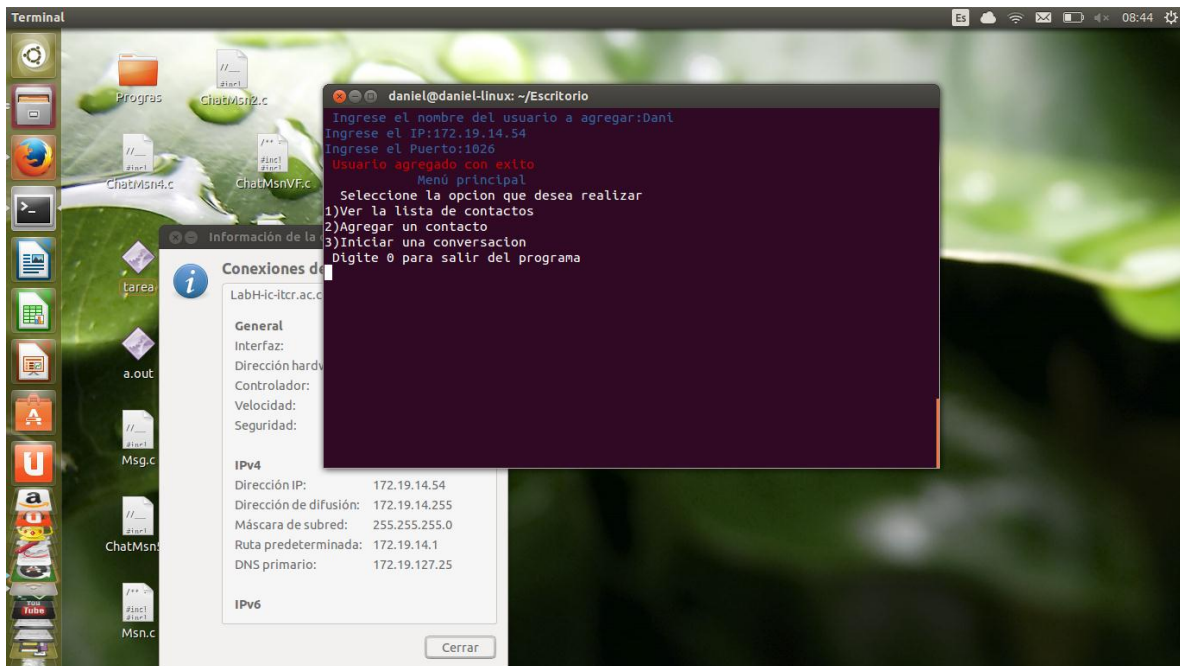 Terminal
Es
08:44
Progras
ChatMsn2.c
ChatMsn4.c
ChatMsnVF.c
tarea
a.out
Msg.c
ChatMsn5
Msn.c
daniel@daniel-linux: ~/Escritorio
Ingrese el nombre del usuario a agregar:Dani
Ingrese el IP:172.19.14.54
Ingrese el Puerto:1026
Usuario agregado con exito
Menú principal
Seleccione la opcion que desea realizar
1)Ver la lista de contactos
2)Agregar un contacto
3)Iniciar una conversacion
Digite 0 para salir del programa
Información de la
Conexiones de
LabH-ic-itcr.ac.c
General
Interfaz:
Dirección hardw
Controlador:
Velocidad:
Seguridad:
IPv4
Dirección IP: 172.19.14.54
Dirección de difusión: 172.19.14.255
Máscara de subred: 255.255.255.0
Ruta predeterminada: 172.19.14.1
DNS primario: 172.19.127.25
IPv6
Cerrar